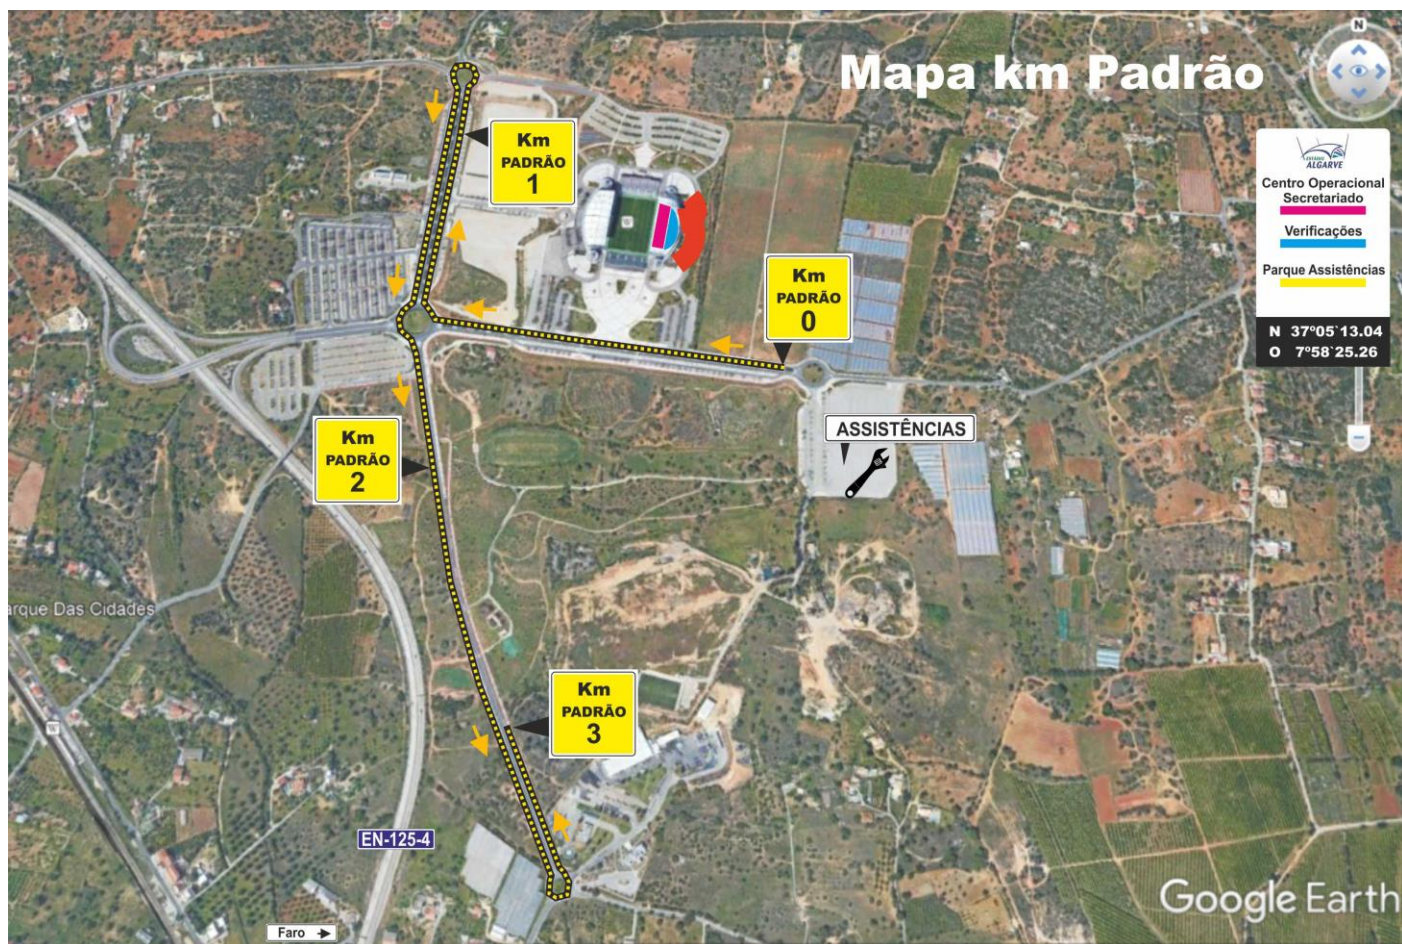 Mapa km Padrão
N
Km
PADRÃO
1
ESTÁDIO
ALGARVE
Centro Operacional
Secretariado
Verificações
Parque Assistências
N 37º05`13.04
O 7º58`25.26
Km
PADRÃO
0
ASSISTÊNCIAS
Km
PADRÃO
2
arque Das Cidades
Km
PADRÃO
3
EN-125-4
Google Earth
Faro